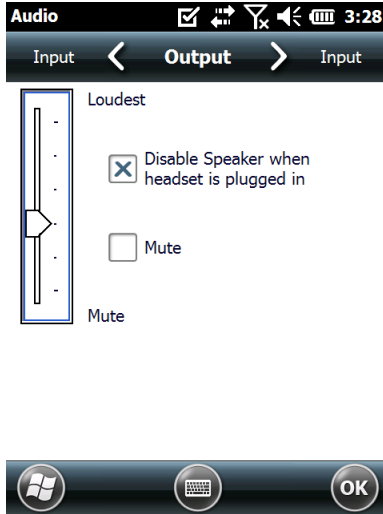 Audio 3:28
Input Output Input
Loudest
Disable Speaker when
headset is plugged in
Mute
Mute
OK